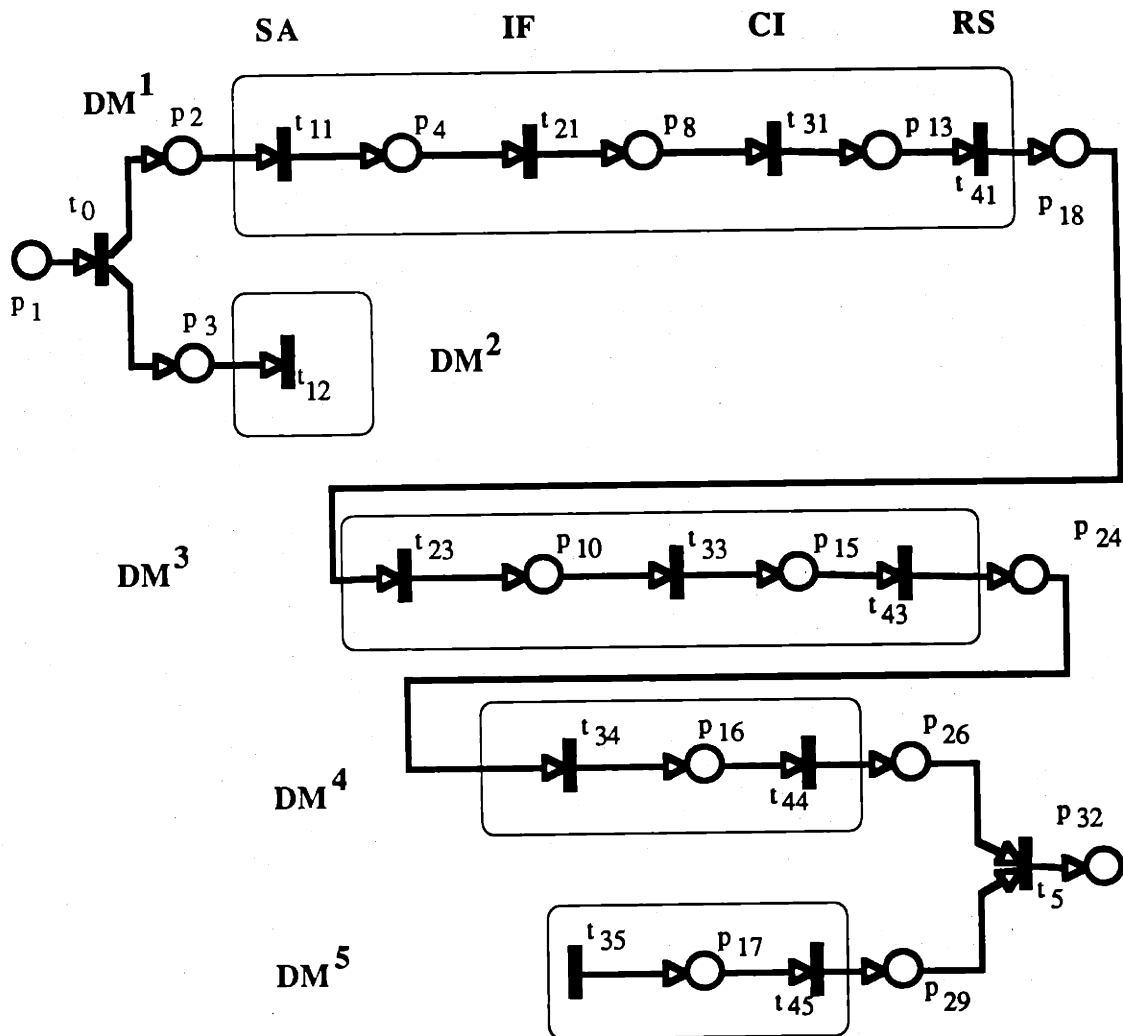 SA IF CI RS
DM1
p2 t11 p4 t21 p8 t31 p13
t41 p18
t0
p1
p3
t12
DM2
DM3
t23 p10 t33 p15 p24
t43
t34 p16 p26
DM4
t44
p32
t5
t35 p17
DM5
t45 p29